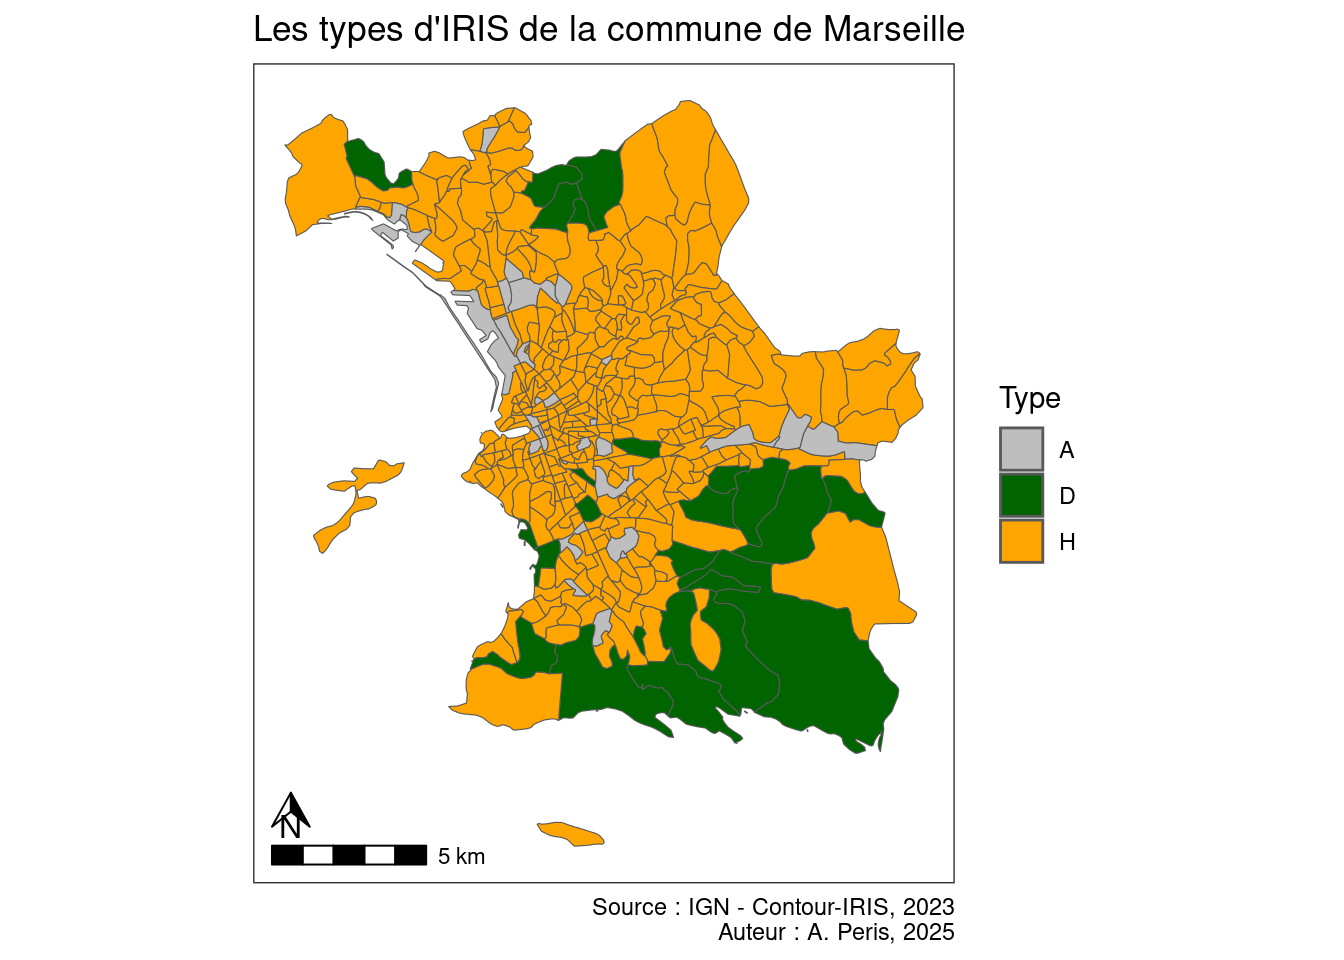 Les types d'IRIS de la commune de Marseille
Type
A
D
H
N
5 km
Source : IGN - Contour-IRIS, 2023
Auteur : A. Peris, 2025